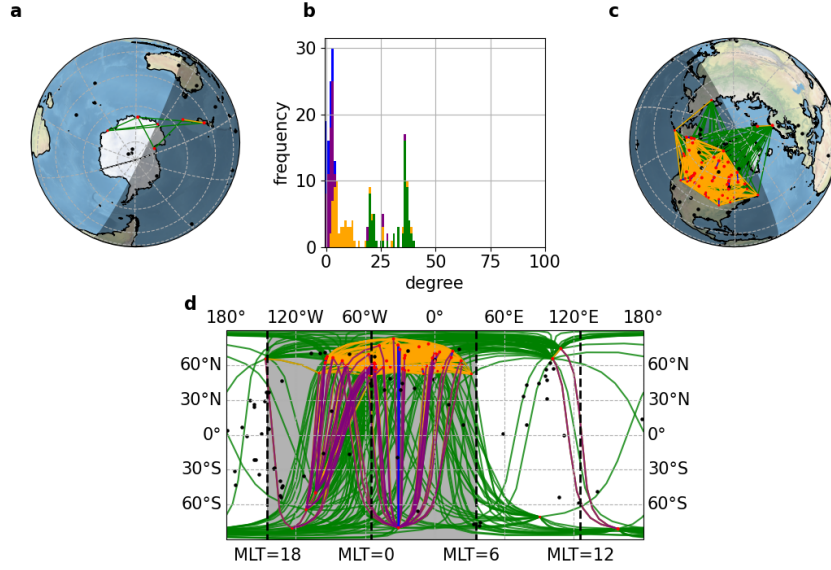 a
b
c
30
20
10
0
frequency
0
25
50
75
100
degree
d
180° 120°W 60°W 0° 60°E 120°E 180°
60°N 60°N
30°N 30°N
0° 0°
30°S 30°S
60°S 60°S
MLT=18 MLT=0 MLT=6 MLT=12